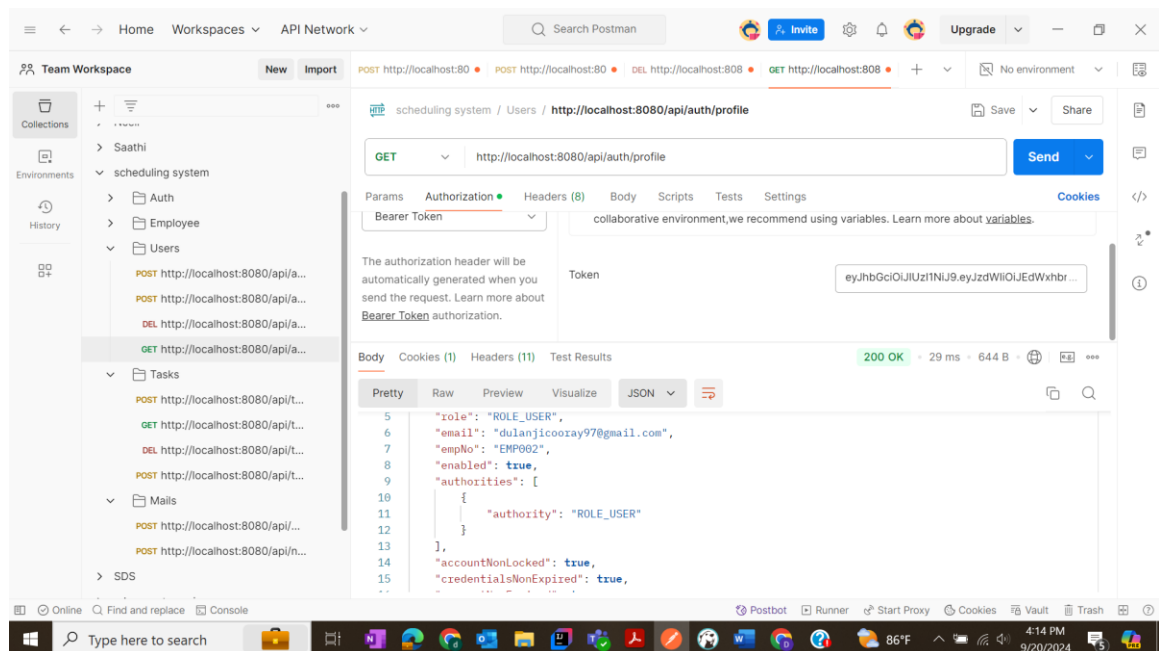 Home Workspaces API Network Search Postman Invite Upgrade
Team Workspace New Import POST http://localhost:80 POST http://localhost:80 DEL http://localhost:808 GET http://localhost:808 No environment
Collections
Environments
History
Saathi
scheduling system
Auth
Employee
Users
POST http://localhost:8080/api/a...
POST http://localhost:8080/api/a...
DEL http://localhost:8080/api/a...
GET http://localhost:8080/api/a...
Tasks
POST http://localhost:8080/api/t...
GET http://localhost:8080/api/t...
DEL http://localhost:8080/api/t...
POST http://localhost:8080/api/t...
Mails
POST http://localhost:8080/api/...
POST http://localhost:8080/api/n...
SDS
HTTP scheduling system / Users / http://localhost:8080/api/auth/profile Save Share
GET http://localhost:8080/api/auth/profile Send
Params Authorization Headers (8) Body Scripts Tests Settings Cookies
Bearer Token
collaborative environment,we recommend using variables. Learn more about variables.
The authorization header will be
automatically generated when you
send the request. Learn more about
Bearer Token authorization.
Token
Body Cookies (1) Headers (11) Test Results 200 OK 29 ms 644 B e.g.
Pretty Raw Preview Visualize JSON
5 "role": "ROLE_USER",
6 "email": "dulanjicooray97@gmail.com",
7 "empNo": "EMP002",
8 "enabled": true,
9 "authorities": [
10 {
11 "authority": "ROLE_USER"
12 }
13 ],
14 "accountNonLocked": true,
15 "credentialsNonExpired": true,
Online Find and replace Console Postbot Runner Start Proxy Cookies Vault Trash
Type here to search 86°F 4:14 PM
9/20/2024